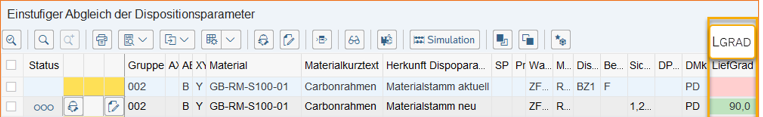 Einstufiger Abgleich der Dispositionsparameter
Simulation
LGRAD
Status Gruppe AX AE XY Material Materialkurztext Herkunft Dispopara... SP Pr Wa... M... Dis... Be... Sic... DP... DMk LiefGrad
002 B Y GB-RM-S100-01 Carbonrahmen Materialstamm aktuell ZF... R... BZ1 F PD
002 B Y GB-RM-S100-01 Carbonrahmen Materialstamm neu ZF... R... 1,2... PD 90,0